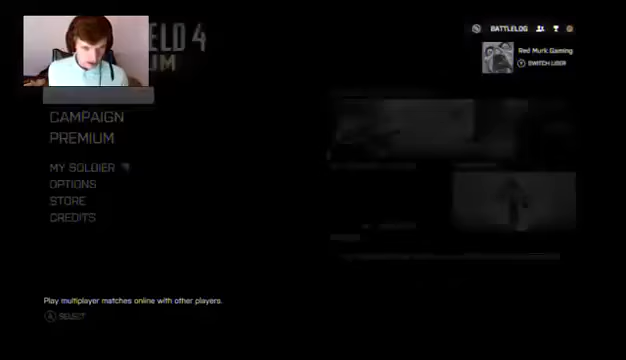 ELD 4
UM
BATTLELOG
Red Murk Gaming
Y SWITCH USER
CAMPAIGN
PREMIUM
MY SOLDIER
OPTIONS
STORE
CREDITS
Play multiplayer matches online with other players.
A SELECT